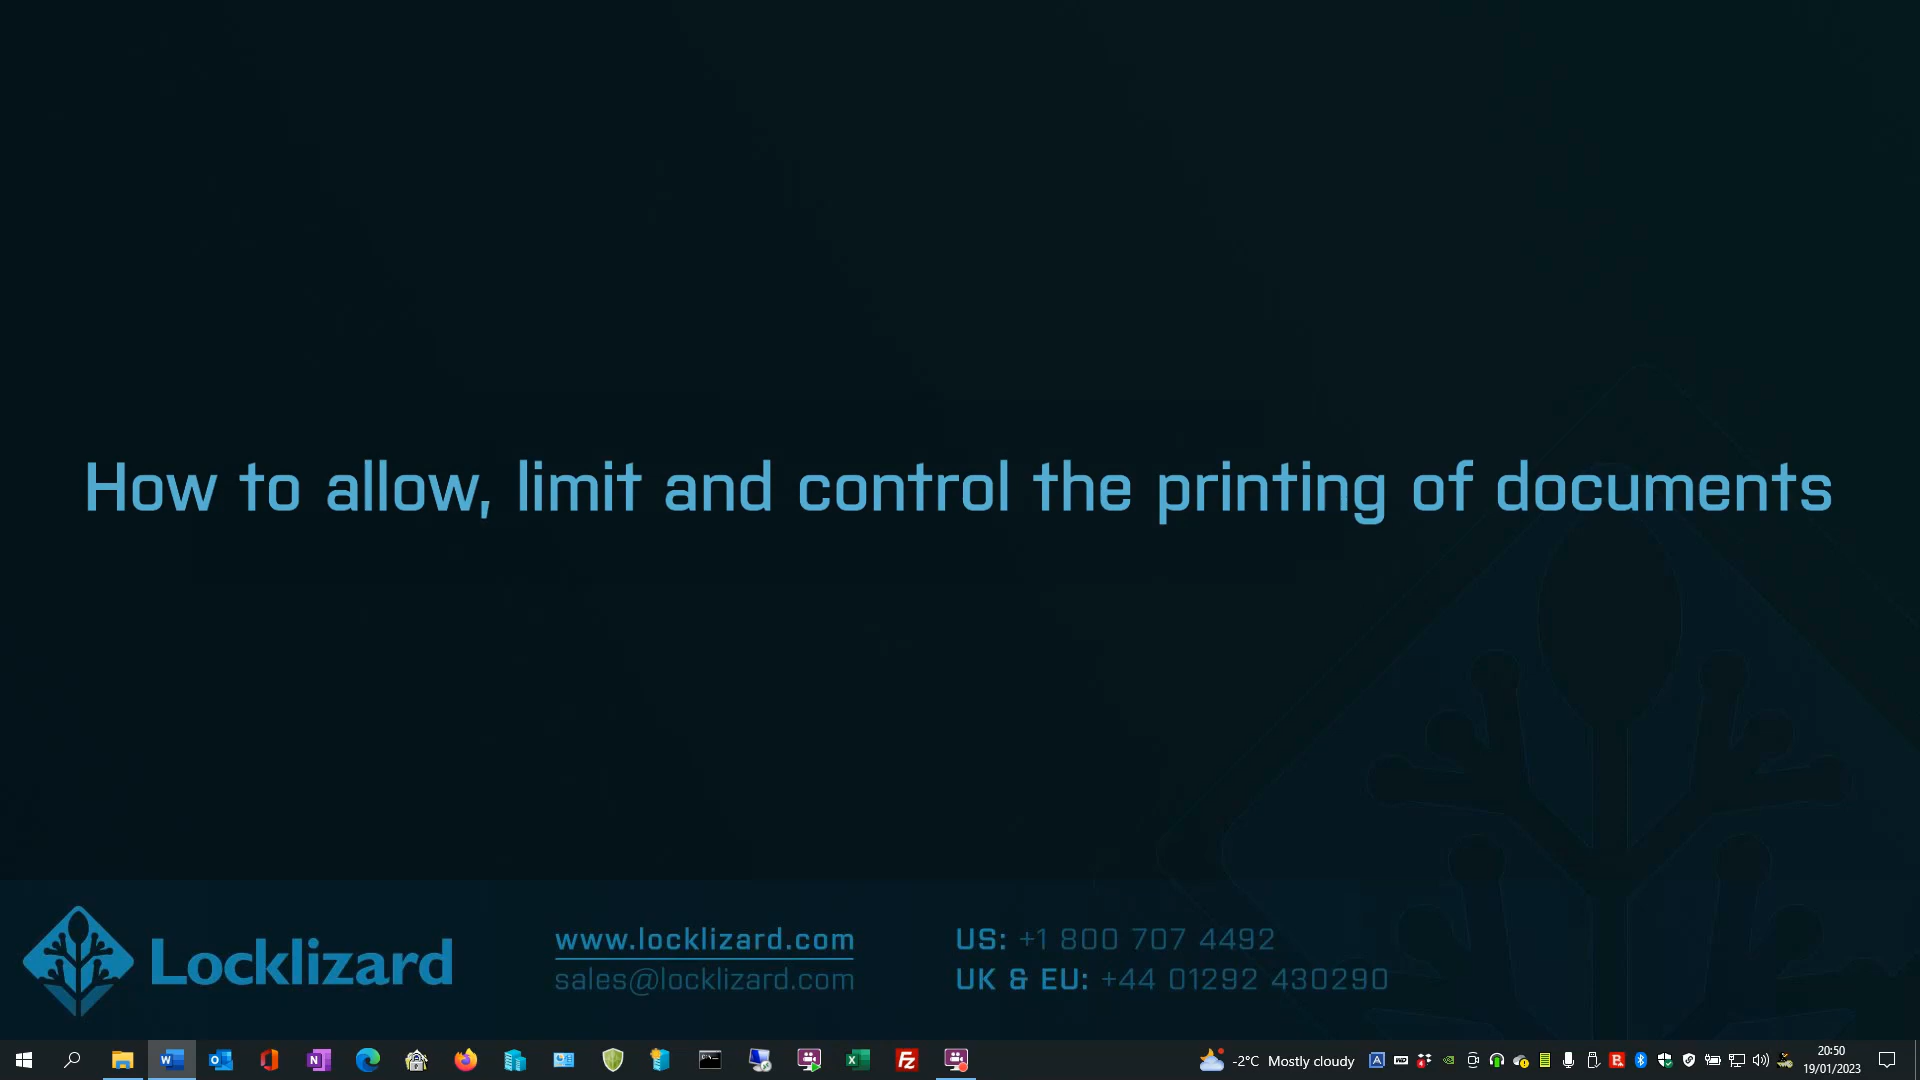 How to allow, limit and control the printing of documents
Locklizard
www.locklizard.com
sales@locklizard.com
US: +1 800 707 4492
UK & EU: +44 01292 430290
-2°C Mostly cloudy
20:50
19/01/2023